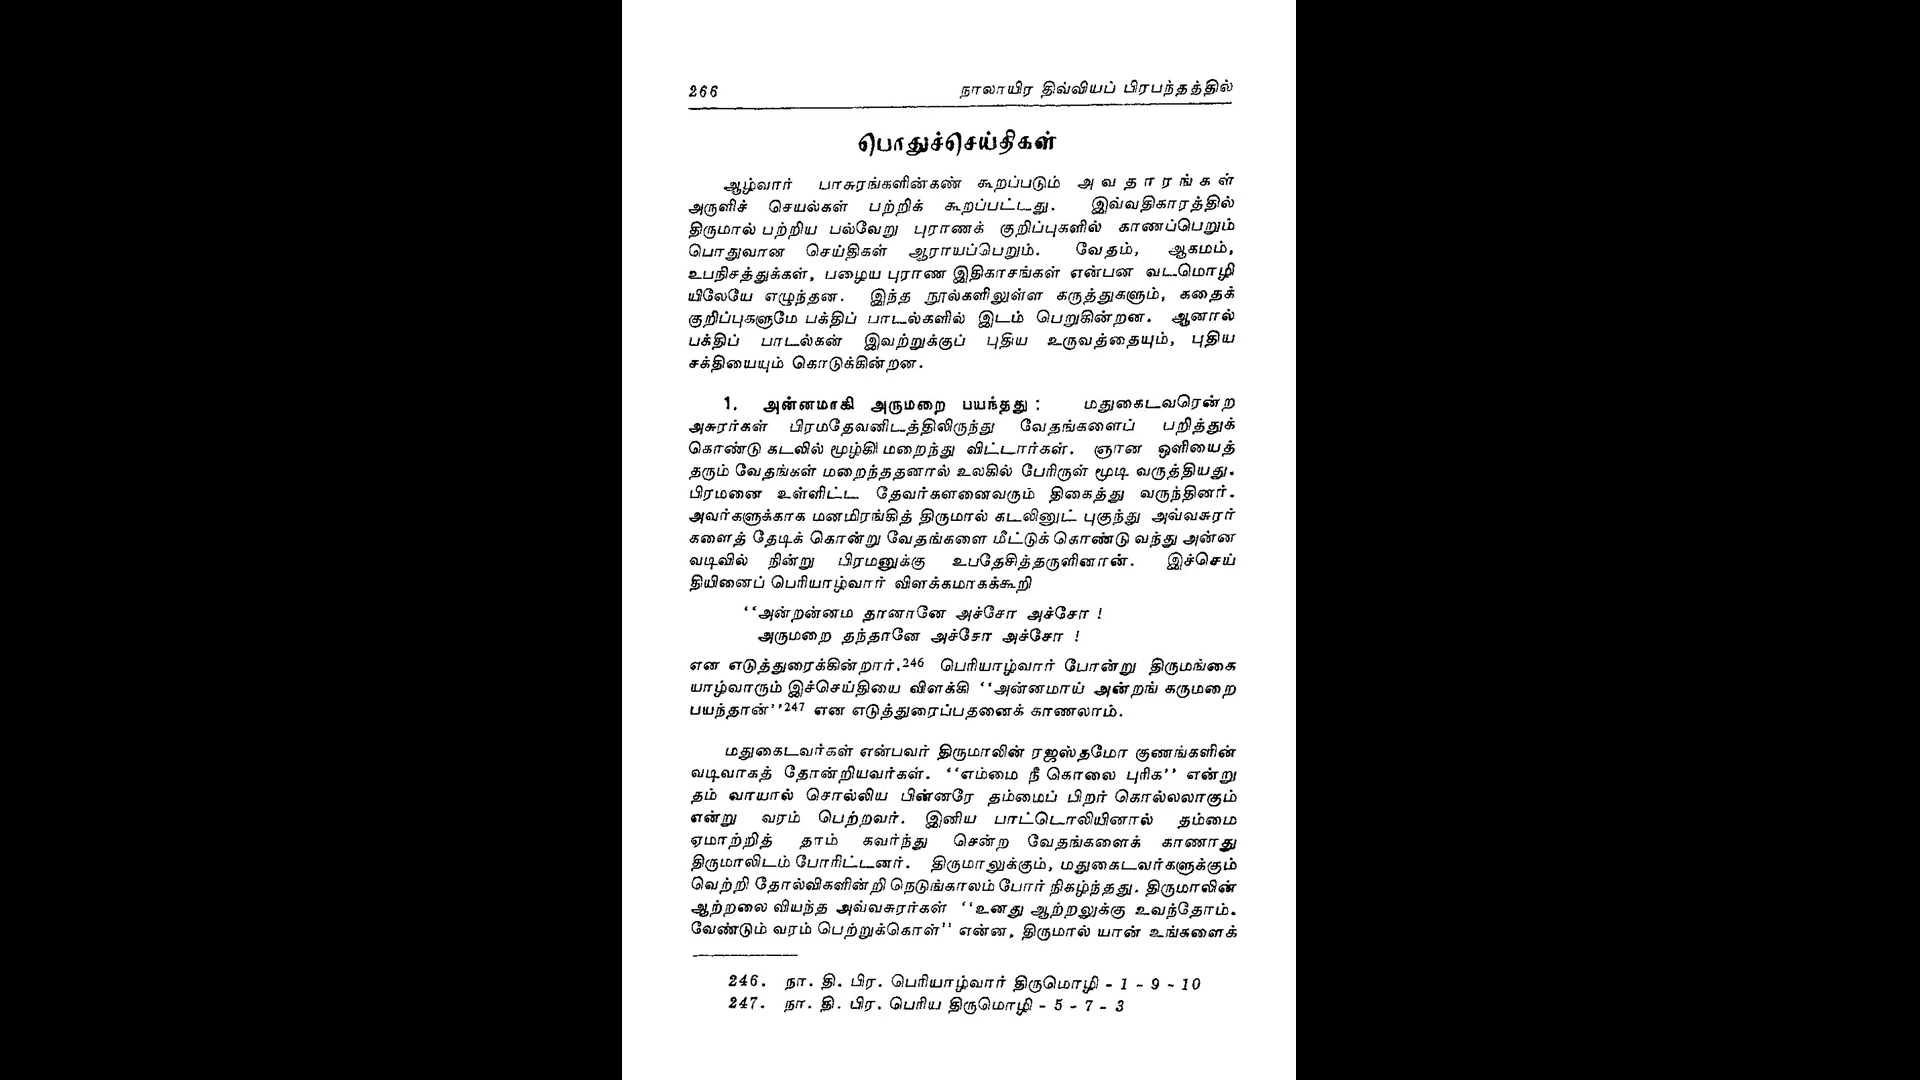 266 நாலாயிர திவ்வியப் பிரபந்தத்தில்
பொதுச்செய்திகள்
ஆழ்வார் பாசுரங்களின்கண் கூறப்படும் அ வ தா ர ங் க ள்
அருளிச் செயல்கள் பற்றிக் கூறப்பட்டது. இவ்வதிகாரத்தில்
திருமால் பற்றிய பல்வேறு புராணக் குறிப்புகளில் காணப்பெறும்
பொதுவான செய்திகள் ஆராயப்பெறும். வேதம், ஆகமம்,
உபநிசத்துக்கள், பழைய புராண இதிகாசங்கள் என்பன வடமொழி
யிலேயே எழுந்தன. இந்த நூல்களிலுள்ள கருத்துகளும், கதைக்
குறிப்புகளுமே பக்திப் பாடல்களில் இடம் பெறுகின்றன. ஆனால்
பக்திப் பாடல்கள் இவற்றுக்குப் புதிய உருவத்தையும், புதிய
சக்தியையும் கொடுக்கின்றன.
1. அன்னமாகி அருமறை பயந்தது : மதுகைடவரென்ற
அசுரர்கள் பிரமதேவனிடத்திலிருந்து வேதங்களைப் பறித்துக்
கொண்டு கடலில் மூழ்கி மறைந்து விட்டார்கள். ஞான ஒளியைத்
தரும் வேதங்கள் மறைந்ததனால் உலகில் பேரிருள் மூடி வருத்தியது.
பிரமனை உள்ளிட்ட தேவர்களனைவரும் திகைத்து வருந்தினர்.
அவர்களுக்காக மனமிரங்கித் திருமால் கடலினுட் புகுந்து அவ்வசுரர்
களைத் தேடிக் கொன்று வேதங்களை மீட்டுக் கொண்டு வந்து அன்ன
வடிவில் நின்று பிரமனுக்கு உபதேசித்தருளினான். இச்செய்
தியினைப் பெரியாழ்வார் விளக்கமாகக்கூறி
‘‘அன்றன்னம தானானே அச்சோ அச்சோ !
அருமறை தந்தானே அச்சோ அச்சோ !
என எடுத்துரைக்கின்றார்.246 பெரியாழ்வார் போன்று திருமங்கை
யாழ்வாரும் இச்செய்தியை விளக்கி ‘‘அன்னமாய் அன்றங் கருமறை
பயந்தான்’’247 என எடுத்துரைப்பதனைக் காணலாம்.
மதுகைடவர்கள் என்பவர் திருமாலின் ரஜஸ்தமோ குணங்களின்
வடிவாகத் தோன்றியவர்கள். ‘‘எம்மை நீ கொலை புரிக’’ என்று
தம் வாயால் சொல்லிய பின்னரே தம்மைப் பிறர் கொல்லலாகும்
என்று வரம் பெற்றவர். இனிய பாட்டொலியினால் தம்மை
ஏமாற்றித் தாம் கவர்ந்து சென்ற வேதங்களைக் காணாது
திருமாலிடம் போரிட்டனர். திருமாலுக்கும், மதுகைடவர்களுக்கும்
வெற்றி தோல்விகளின்றி நெடுங்காலம் போர் நிகழ்ந்தது. திருமாலின்
ஆற்றலை வியந்த அவ்வசுரர்கள் ‘‘உனது ஆற்றலுக்கு உவந்தோம்.
வேண்டும் வரம் பெற்றுக்கொள்’’ என்ன, திருமால் யான் உங்களைக்
246. நா. தி. பிர. பெரியாழ்வார் திருமொழி - 1 - 9 - 10
247. நா. தி. பிர. பெரிய திருமொழி - 5 - 7 - 3